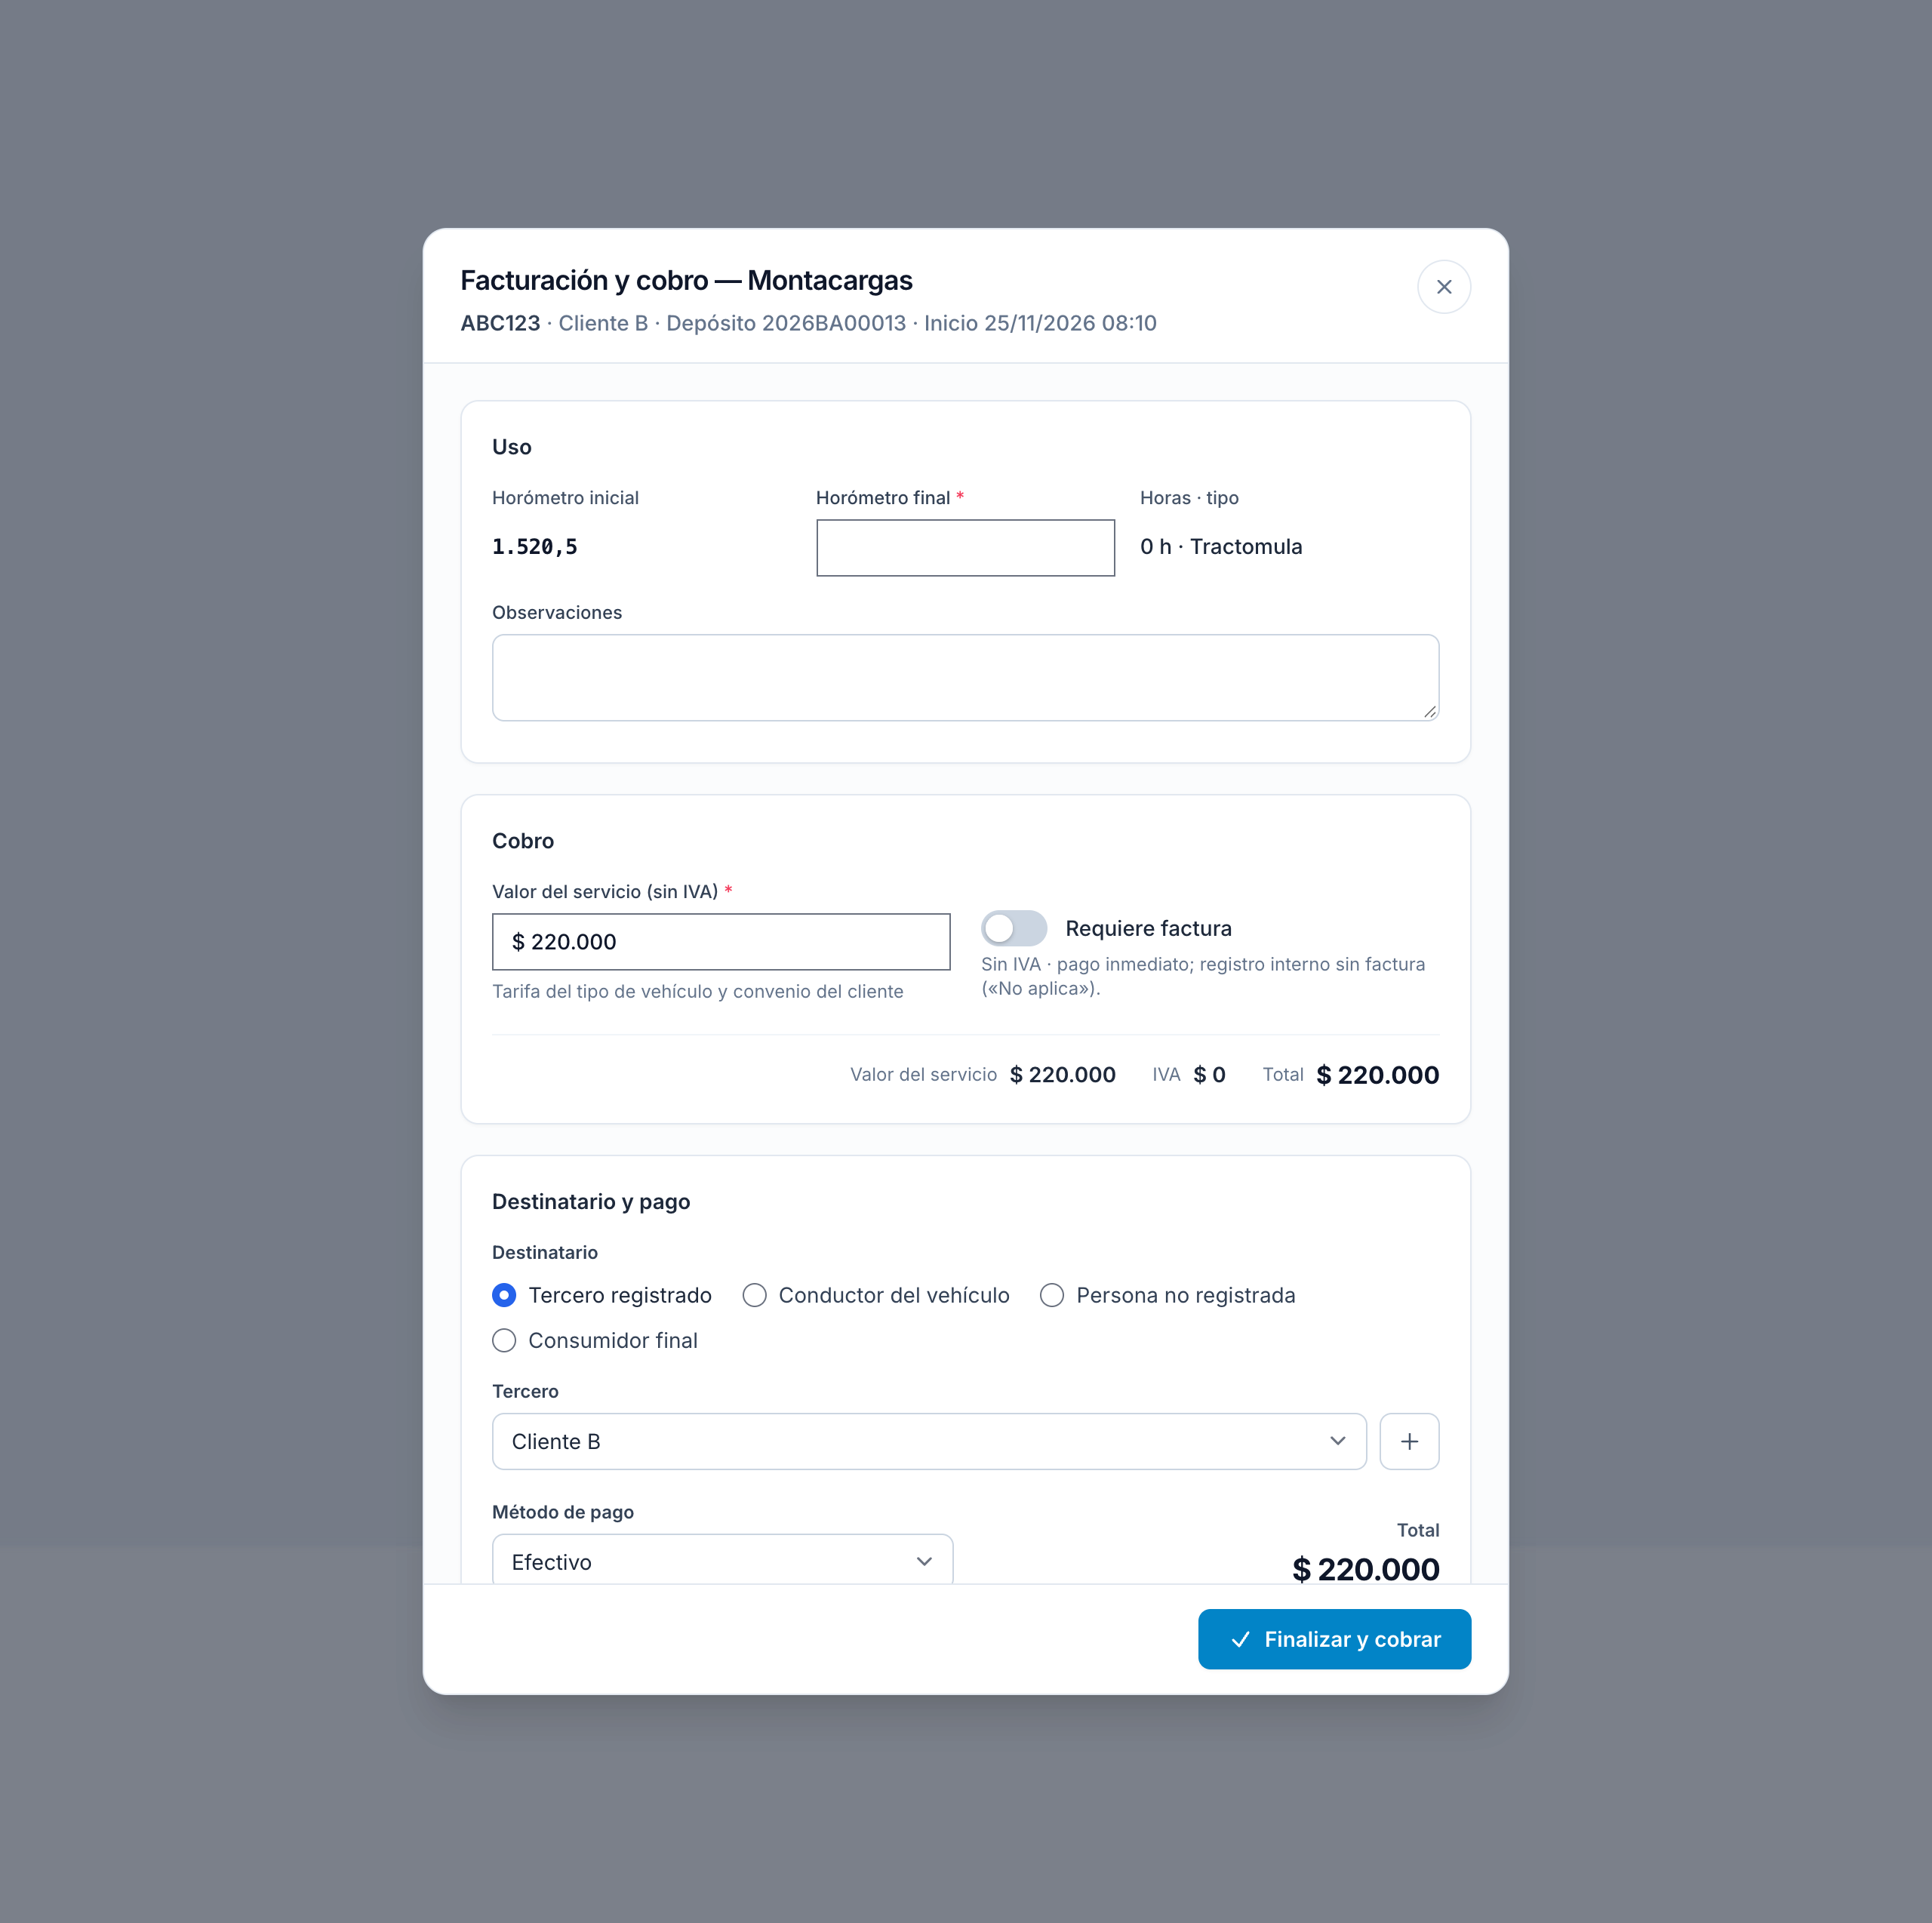 Facturación y cobro — Montacargas
ABC123 · Cliente B · Depósito 2026BA00013 · Inicio 25/11/2026 08:10
Uso
Horómetro inicial
Horómetro final *
Horas · tipo
1.520,5
0 h · Tractomula
Observaciones
Cobro
Valor del servicio (sin IVA) *
$ 220.000
Requiere factura
Tarifa del tipo de vehículo y convenio del cliente
Sin IVA · pago inmediato; registro interno sin factura
(«No aplica»).
Valor del servicio $ 220.000 IVA $ 0 Total $ 220.000
Destinatario y pago
Destinatario
Tercero registrado
Conductor del vehículo
Persona no registrada
Consumidor final
Tercero
Cliente B
Método de pago
Efectivo
Total
$ 220.000
Finalizar y cobrar